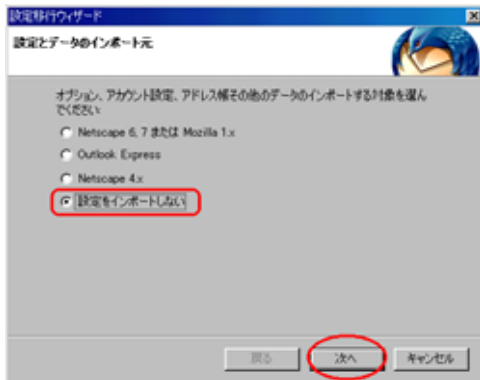 設定移行ウィザード
設定とデータのインポート元
オプション、アカウント設定、アドレス帳その他のデータのインポートする対象を選ん
でください:
Netscape 6, 7 または Mozilla 1.x
Outlook Express
Netscape 4.x
設定をインポートしない
戻る 次へ キャンセル